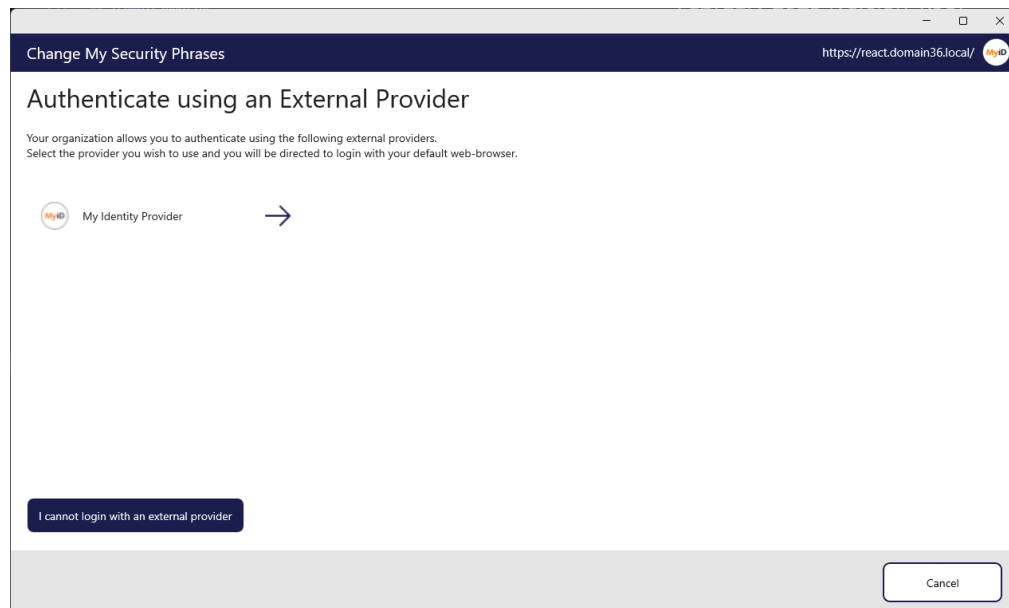 Change My Security Phrases
https://react.domain36.local/
MyID
Authenticate using an External Provider
Your organization allows you to authenticate using the following external providers.
Select the provider you wish to use and you will be directed to login with your default web-browser.
MyID
My Identity Provider
I cannot login with an external provider
Cancel